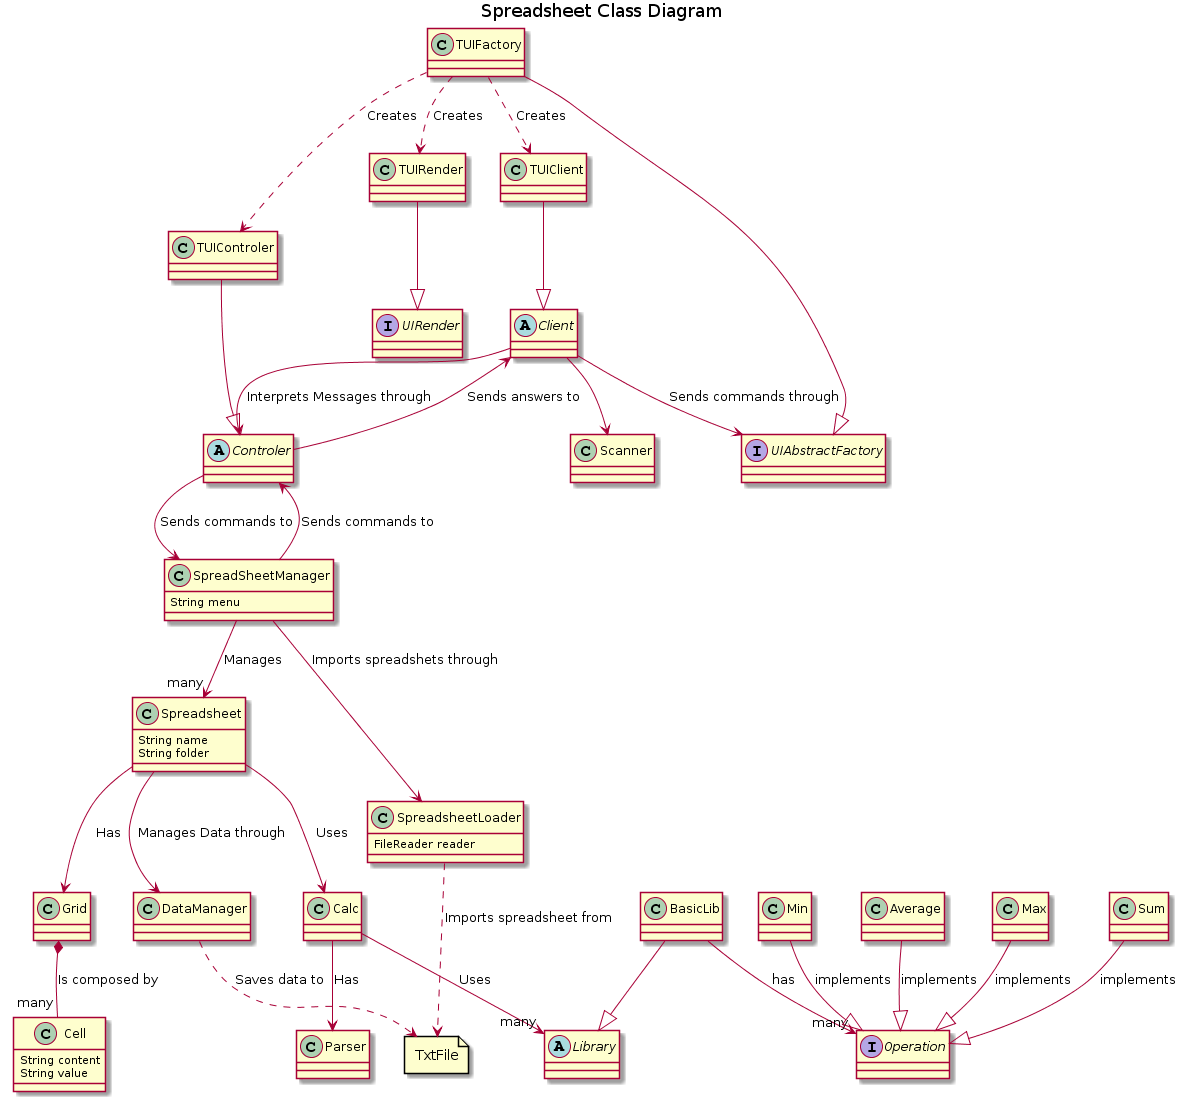 Spreadsheet Class Diagram
C TUIFactory
Creates
Creates
Creates
C TUIRender
C TUIClient
C TUIControler
I UIRender
A Client
Interprets Messages through
Sends answers to
Sends commands through
A Controler
C Scanner
I UIAbstractFactory
Sends commands to
Sends commands to
C SpreadSheetManager
String menu
Manages
Imports spreadshets through
many
C Spreadsheet
String name
String folder
C SpreadsheetLoader
FileReader reader
Has
Manages Data through
Uses
C Grid
C DataManager
C Calc
C BasicLib
C Min
C Average
C Max
C Sum
Imports spreadsheet from
Is composed by
Saves data to
Has
Uses
has
implements
implements
implements
implements
many
many
many
C Cell
String content
String value
C Parser
TxtFile
A Library
I Operation